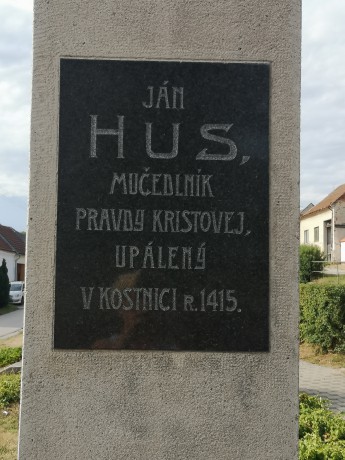 JÁN
HUS,
MUČEDLNÍK
PRAVDY KRISTOVEJ,
UPÁLENÝ
V KOSTNICI R. 1415.